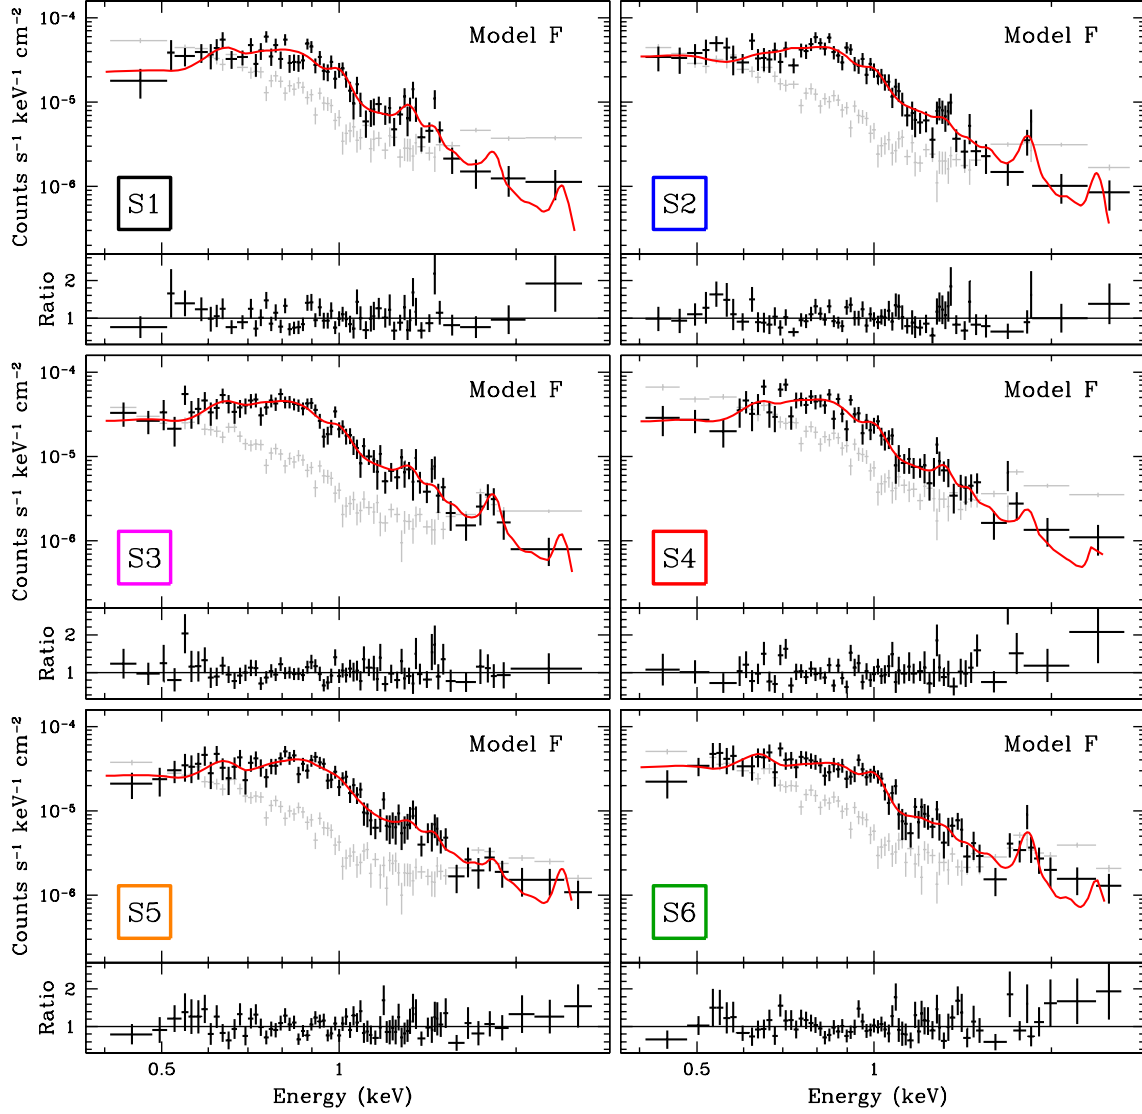 10⁻⁴
10⁻⁵
10⁻⁶
Counts s⁻¹ keV⁻¹ cm⁻²
Model F
S1
Model F
S2
2
1
Ratio
10⁻⁴
10⁻⁵
10⁻⁶
Counts s⁻¹ keV⁻¹ cm⁻²
Model F
S3
Model F
S4
2
1
Ratio
10⁻⁴
10⁻⁵
10⁻⁶
Counts s⁻¹ keV⁻¹ cm⁻²
Model F
S5
Model F
S6
2
1
Ratio
0.5 1 0.5 1
Energy (keV) Energy (keV)